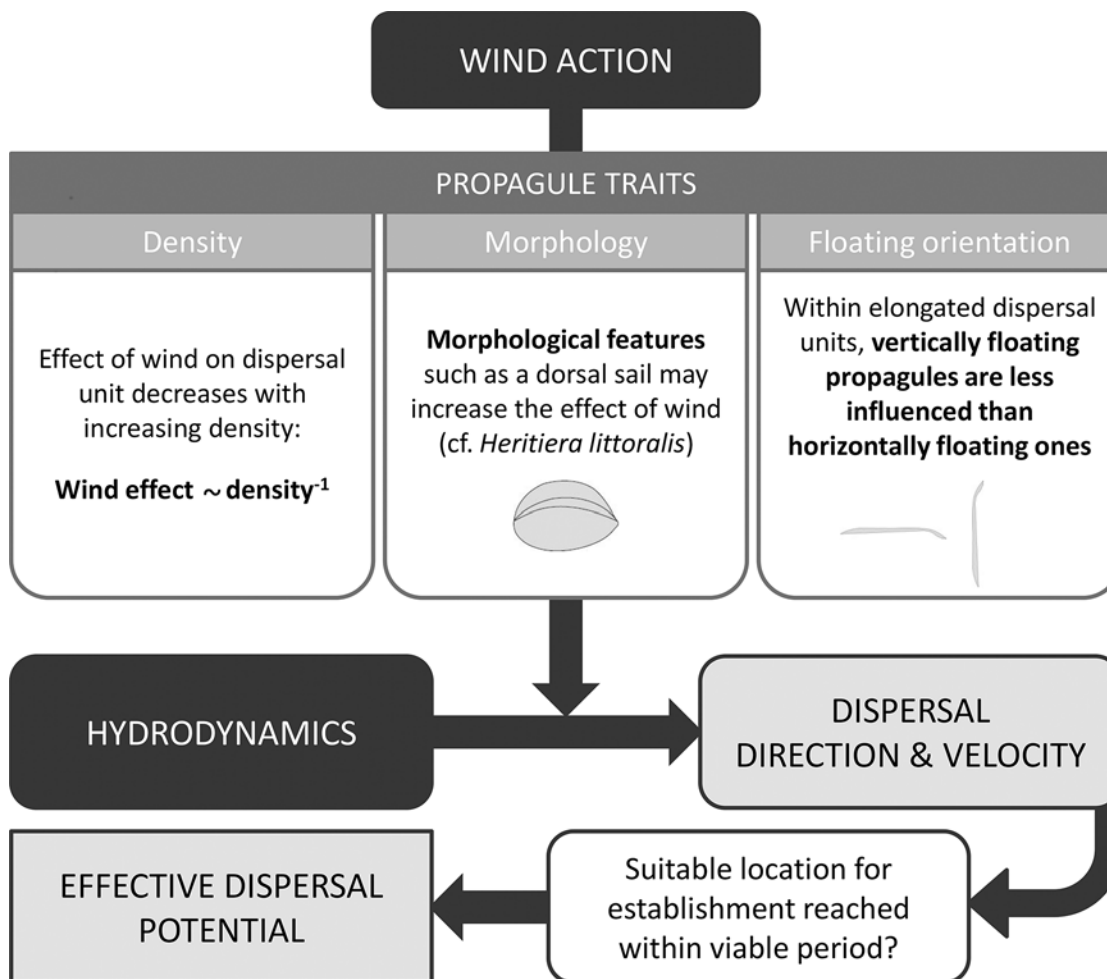 WIND ACTION
PROPAGULE TRAITS
Density
Effect of wind on dispersal
unit decreases with
increasing density:
Wind effect ~ density⁻¹
Morphology
Morphological features
such as a dorsal sail may
increase the effect of wind
(cf. Heritiera littoralis)
Floating orientation
Within elongated dispersal
units, vertically floating
propagules are less
influenced than
horizontally floating ones
HYDRODYNAMICS
DISPERSAL
DIRECTION & VELOCITY
Suitable location for
establishment reached
within viable period?
EFFECTIVE DISPERSAL
POTENTIAL